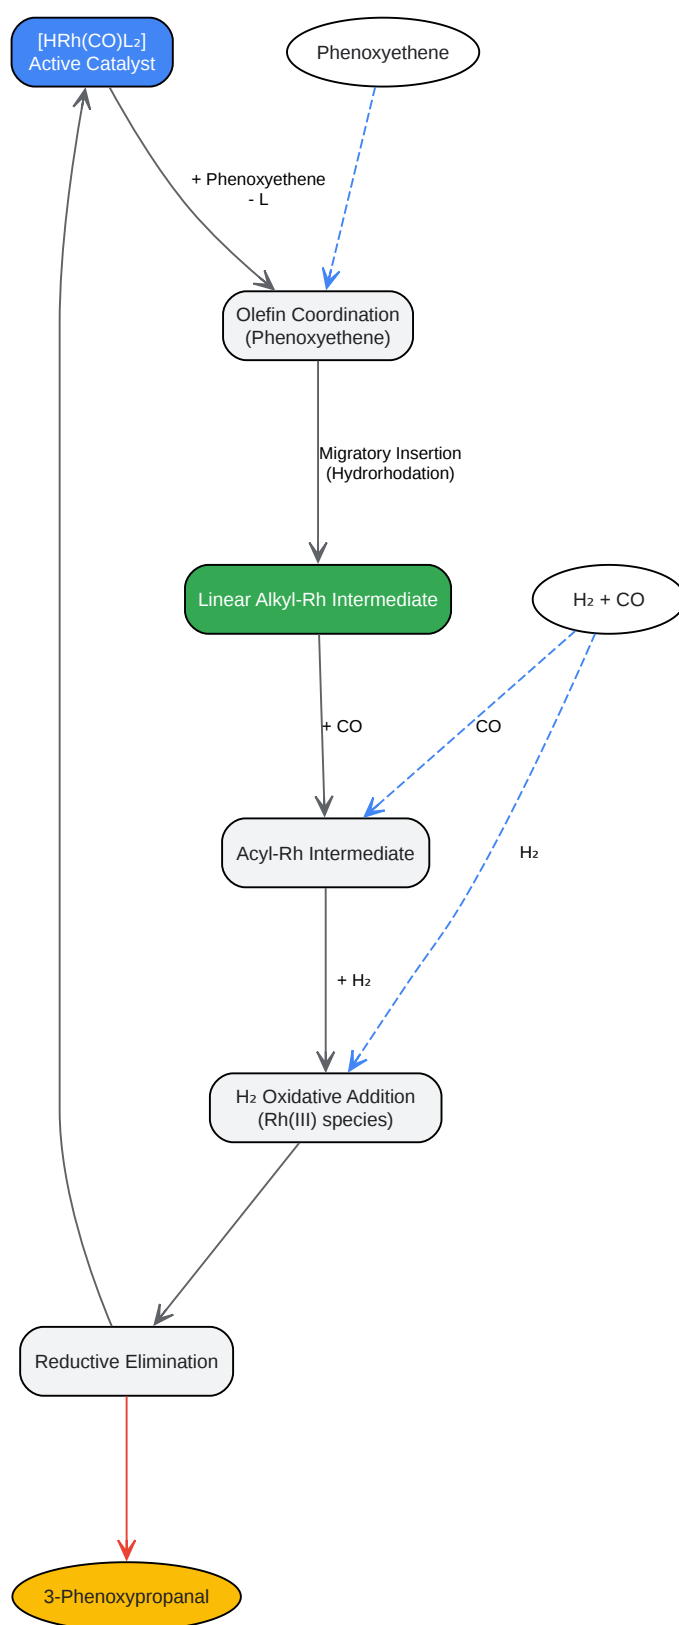 [HRh(CO)L₂]
Active Catalyst
Phenoxyethene
+ Phenoxyethene
- L
Olefin Coordination
(Phenoxyethene)
Migratory Insertion
(Hydrorhodation)
Linear Alkyl-Rh Intermediate
H₂ + CO
+ CO
CO
Acyl-Rh Intermediate
H₂
+ H₂
H₂ Oxidative Addition
(Rh(III) species)
Reductive Elimination
3-Phenoxypropanal